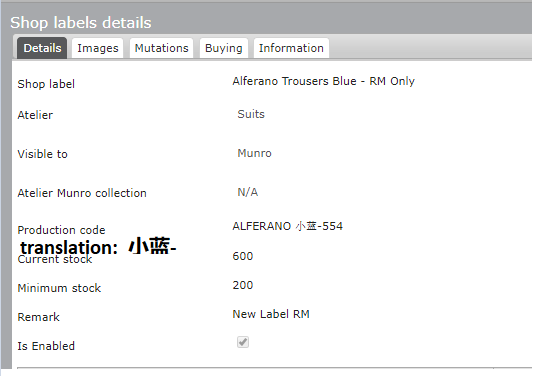 Shop labels details
Details Images Mutations Buying Information
Shop label Alferano Trousers Blue - RM Only
Atelier Suits
Visible to Munro
Atelier Munro collection N/A
Production code ALFERANO 小蓝-554
translation: 小蓝-
Current stock 600
Minimum stock 200
Remark New Label RM
Is Enabled